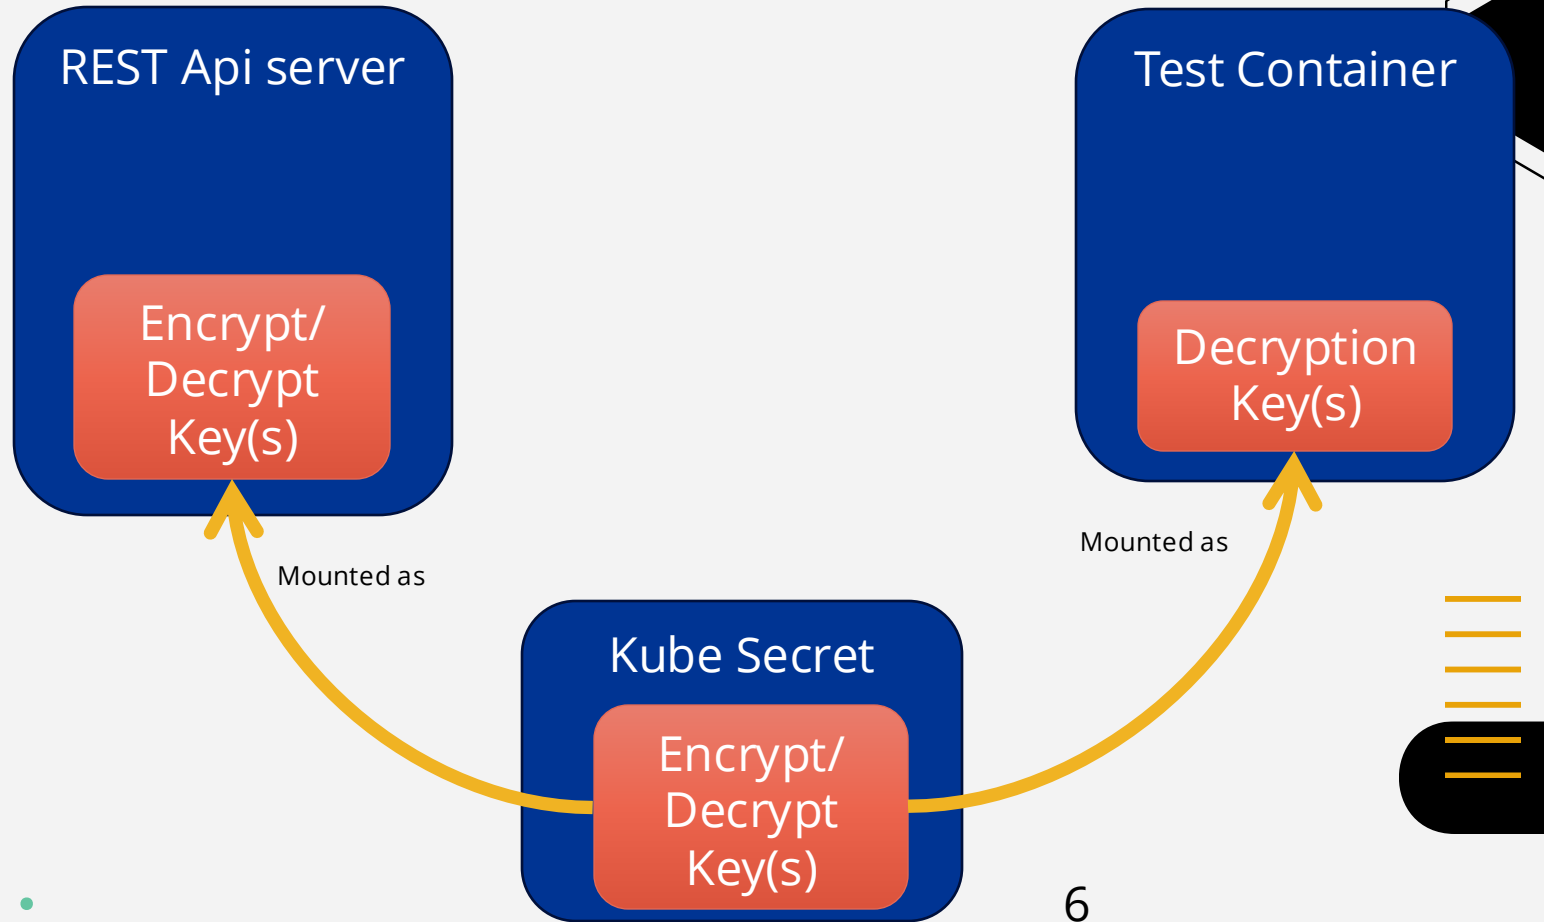 REST Api server
Encrypt/
Decrypt
Key(s)
Test Container
Decryption
Key(s)
Mounted as
Mounted as
Kube Secret
Encrypt/
Decrypt
Key(s)
6